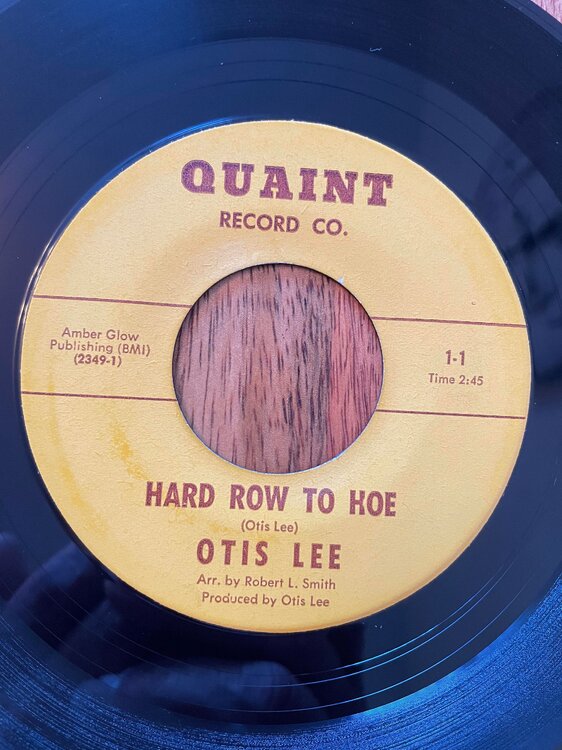 QUAINT
RECORD CO.
Amber Glow
Publishing (BMI)
(2349-1)
1-1
Time 2:45
HARD ROW TO HOE
(Otis Lee)
OTIS LEE
Arr. by Robert L. Smith
Produced by Otis Lee